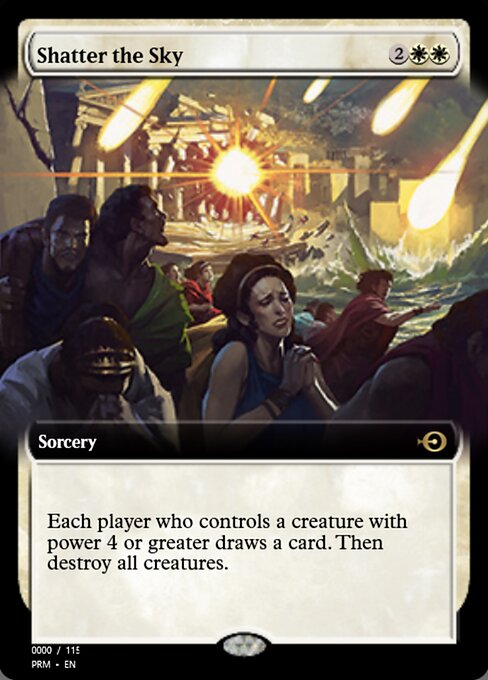 Shatter the Sky 2
Sorcery
Each player who controls a creature with
power 4 or greater draws a card. Then
destroy all creatures.
0000 / 115
PRM • EN